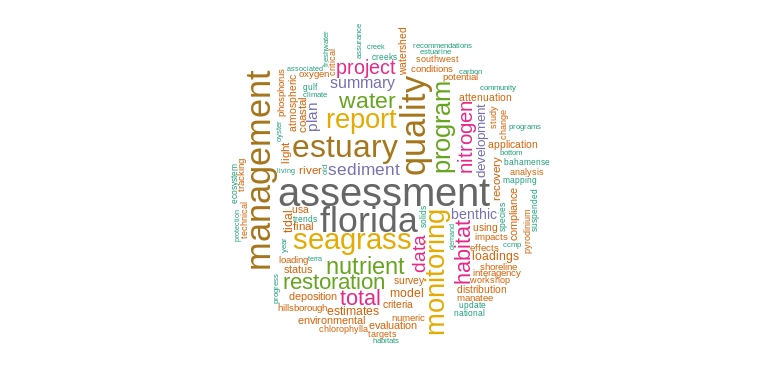 assurance
freshwater
creek
recommendations
estuarine
watershed
creeks
southwest
critical
project
associated
oxygen
conditions
carbon
gulf
summary
potential
climate
phosphorus
atmospheric
coastal
plan
water
quality
program
nitrogen
community
attenuation
management
report
study
change
programs
oyster
estuary
development
application
light
tbd
bottom
bahamense
living
river
sediment
recovery
analysis
mapping
ecosystem
tracking
assessment
protection
technical
tidal
usa
trends
final
florida
solids
monitoring
benthic
species
compliance
suspended
pyrodinium
year
seagrass
data
demand
habitat
using
impacts
effects
ccmp
loadings
loading
terra
status
nutrient
shoreline
interagency
workshop
progress
restoration
survey
deposition
total
model
distribution
manatee
hillsborough
estimates
criteria
update
national
environmental
numeric
chlorophylla
evaluation
targets
habitats